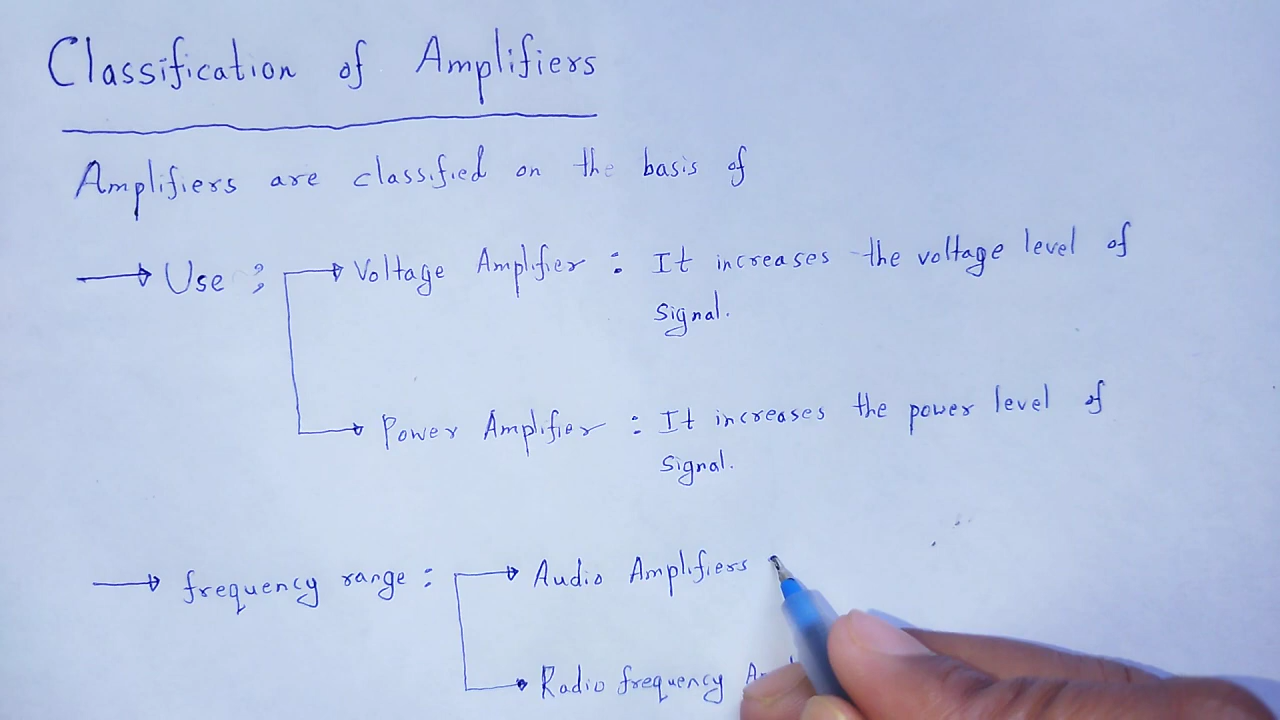 Classification of Amplifiers
Amplifiers are classified on the basis of
→ Use : → Voltage Amplifier : It increases the voltage level of
signal.
→ Power Amplifier : It increases the power level of
signal.
→ frequency range : → Audio Amplifiers
→ Radio frequency